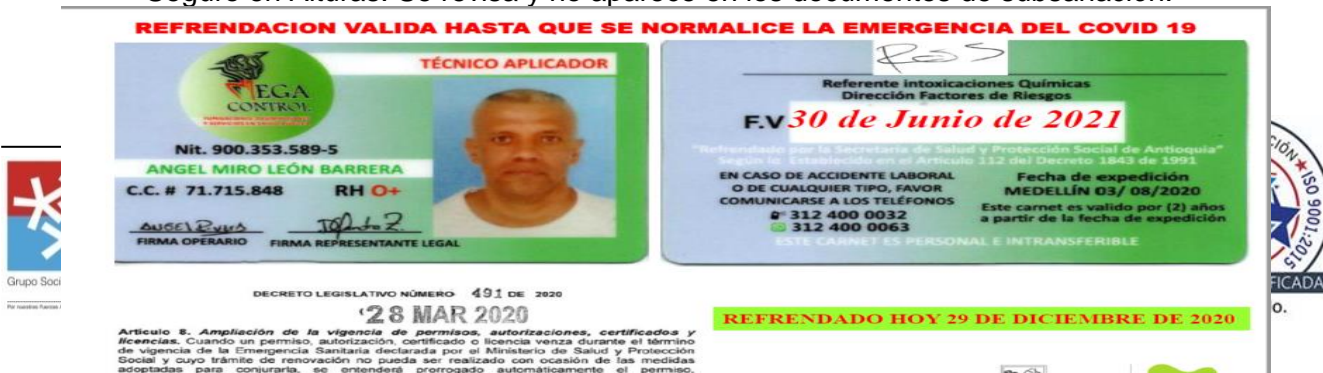 Seguro en Alturas: Se revisa y no aparece en los documentos de subsanación.
REFRENDACION VALIDA HASTA QUE SE NORMALICE LA EMERGENCIA DEL COVID 19
VEGA
CONTROL
TÉCNICO APLICADOR
Nit. 900.353.589-5
ANGEL MIRO LEÓN BARRERA
C.C. # 71.715.848 RH O+
FIRMA OPERARIO FIRMA REPRESENTANTE LEGAL
Referente intoxicaciones Químicas
Dirección Factores de Riesgos
F.V 30 de Junio de 2021
"Refrendado por la Secretaría de Salud y Protección Social de Antioquia"
Según lo Establecido en el Artículo 112 del Decreto 1843 de 1991
EN CASO DE ACCIDENTE LABORAL
O DE CUALQUIER TIPO, FAVOR
COMUNICARSE A LOS TELÉFONOS
312 400 0032
312 400 0063
Fecha de expedición
MEDELLÍN 03/ 08/2020
Este carnet es valido por (2) años
a partir de la fecha de expedición
ESTE CARNET ES PERSONAL E INTRANSFERIBLE
DECRETO LEGISLATIVO NÚMERO 491 DE 2020
28 MAR 2020
Artículo 8. Ampliación de la vigencia de permisos, autorizaciones, certificados y
licencias. Cuando un permiso, autorización, certificado o licencia venza durante el término
de vigencia de la Emergencia Sanitaria declarada por el Ministerio de Salud y Protección
Social y cuyo trámite de renovación no pueda ser realizado con ocasión de las medidas
adoptadas para conjurarla, se entenderá prorrogado automáticamente el permiso,
REFRENDADO HOY 29 DE DICIEMBRE DE 2020
Grupo Soci
ISO 9001:2015
FICADA
o.